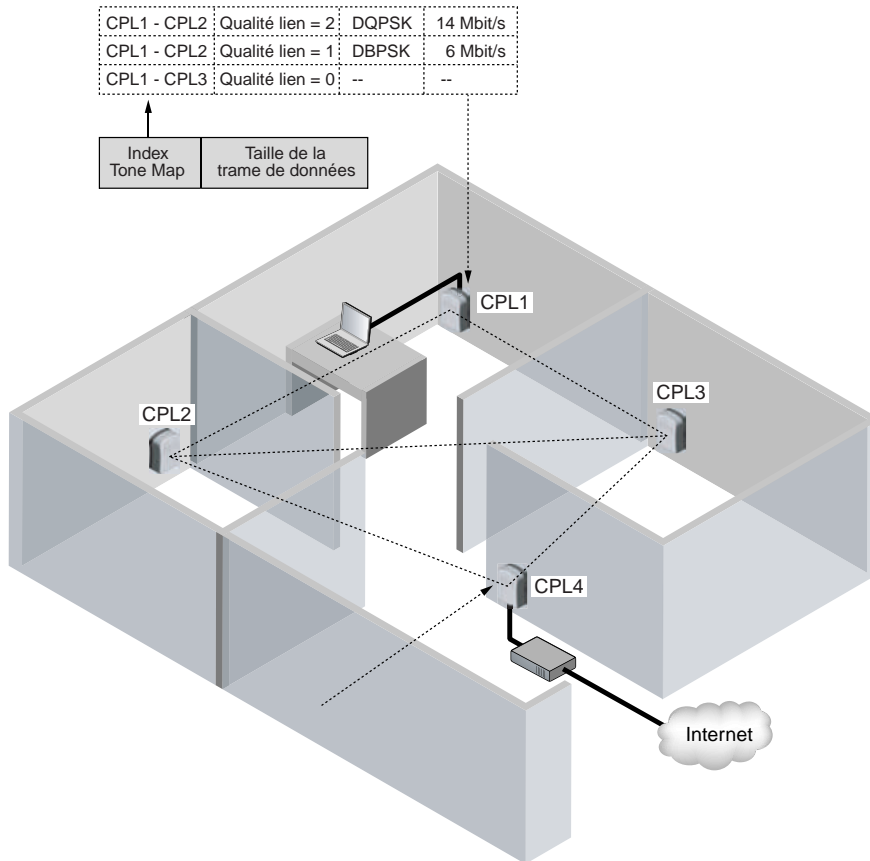 CPL1 - CPL2 Qualité lien = 2 DQPSK 14 Mbit/s
CPL1 - CPL2 Qualité lien = 1 DBPSK 6 Mbit/s
CPL1 - CPL3 Qualité lien = 0 -- --
Index
Tone Map
Taille de la
trame de données
CPL1
CPL2
CPL3
CPL4
Internet